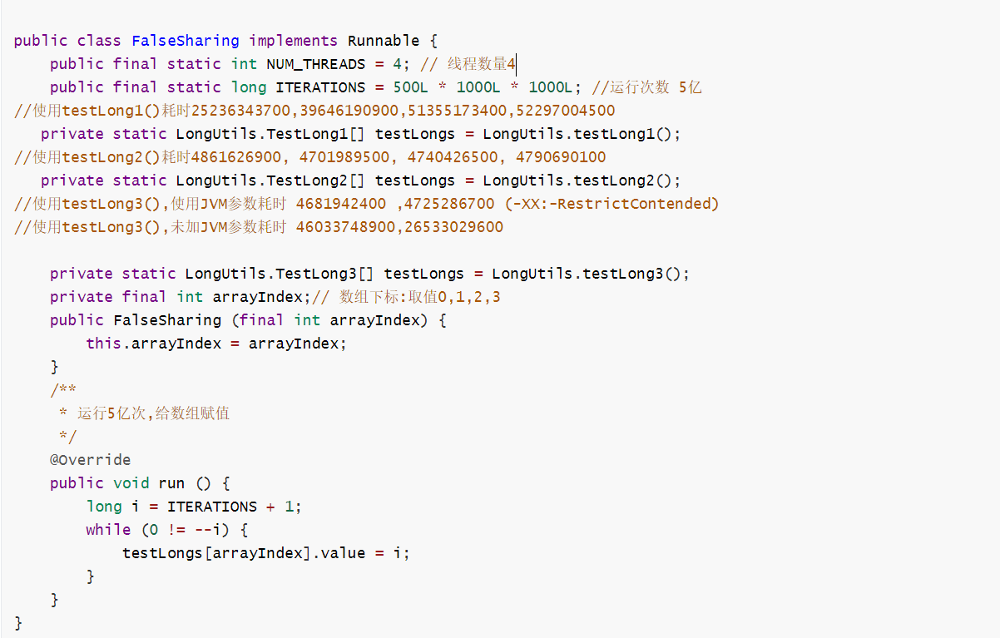 public class FalseSharing implements Runnable {
    public final static int NUM_THREADS = 4; // 线程数量4
    public final static long ITERATIONS = 500L * 1000L * 1000L; //运行次数 5亿
//使用testLong1()耗时25236343700,39646190900,51355173400,52297004500
   private static LongUtils.TestLong1[] testLongs = LongUtils.testLong1();
//使用testLong2()耗时4861626900, 4701989500, 4740426500, 4790690100
   private static LongUtils.TestLong2[] testLongs = LongUtils.testLong2();
//使用testLong3(),使用JVM参数耗时 4681942400 ,4725286700 (-XX:-RestrictContended)
//使用testLong3(),未加JVM参数耗时 46033748900,26533029600
    private static LongUtils.TestLong3[] testLongs = LongUtils.testLong3();
    private final int arrayIndex;// 数组下标:取值0,1,2,3
    public FalseSharing (final int arrayIndex) {
        this.arrayIndex = arrayIndex;
    }
    /**
     * 运行5亿次,给数组赋值
     */
    @Override
    public void run () {
        long i = ITERATIONS + 1;
        while (0 != --i) {
            testLongs[arrayIndex].value = i;
        }
    }
}